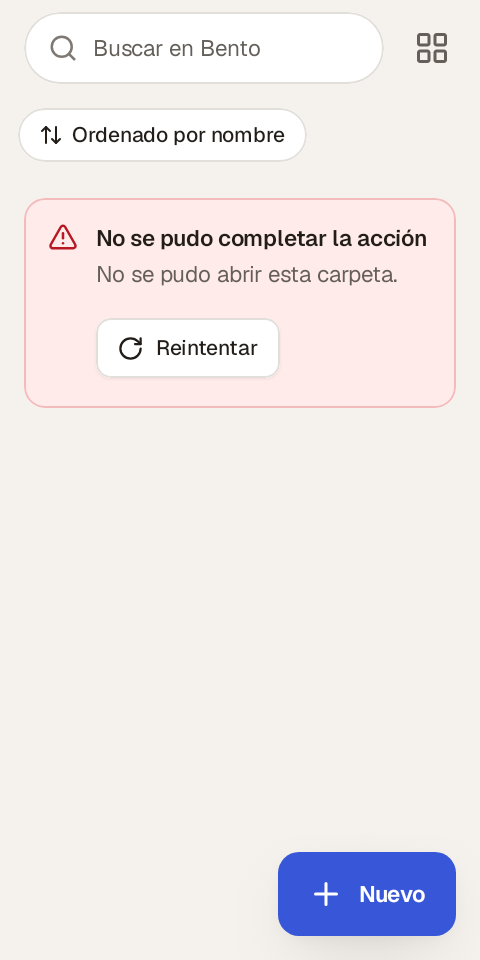 Buscar en Bento
Ordenado por nombre
No se pudo completar la acción
No se pudo abrir esta carpeta.
Reintentar
Nuevo